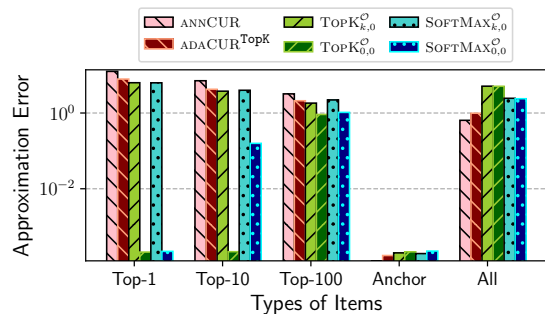 ANNCUR TopK^O_{k,0} SoftMax^O_{k,0}
ADACUR^TopK TopK^O_{0,0} SoftMax^O_{0,0}
Approximation Error
10^0
10^−2
Top-1 Top-10 Top-100 Anchor All
Types of Items